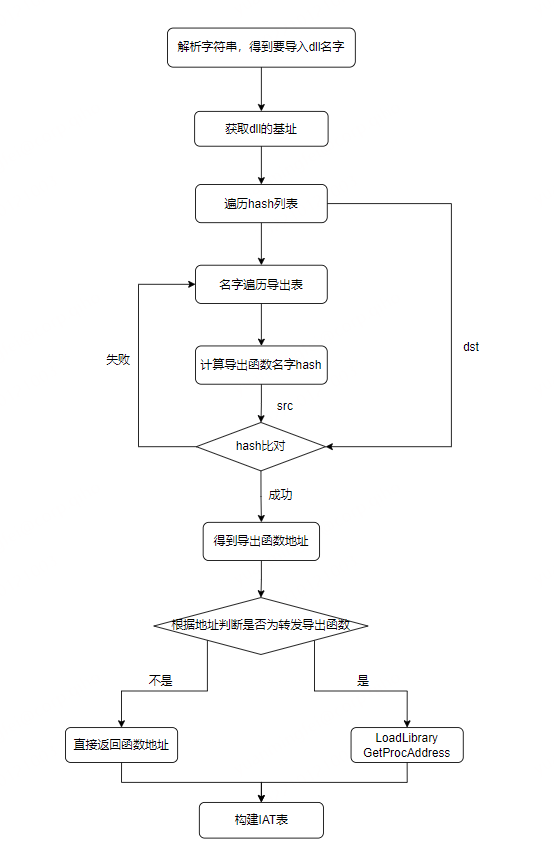 解析字符串，得到要导入dll名字
获取dll的基址
遍历hash列表
名字遍历导出表
失败
dst
计算导出函数名字hash
src
hash比对
成功
得到导出函数地址
根据地址判断是否为转发导出函数
不是
是
直接返回函数地址
LoadLibrary
GetProcAddress
构建IAT表